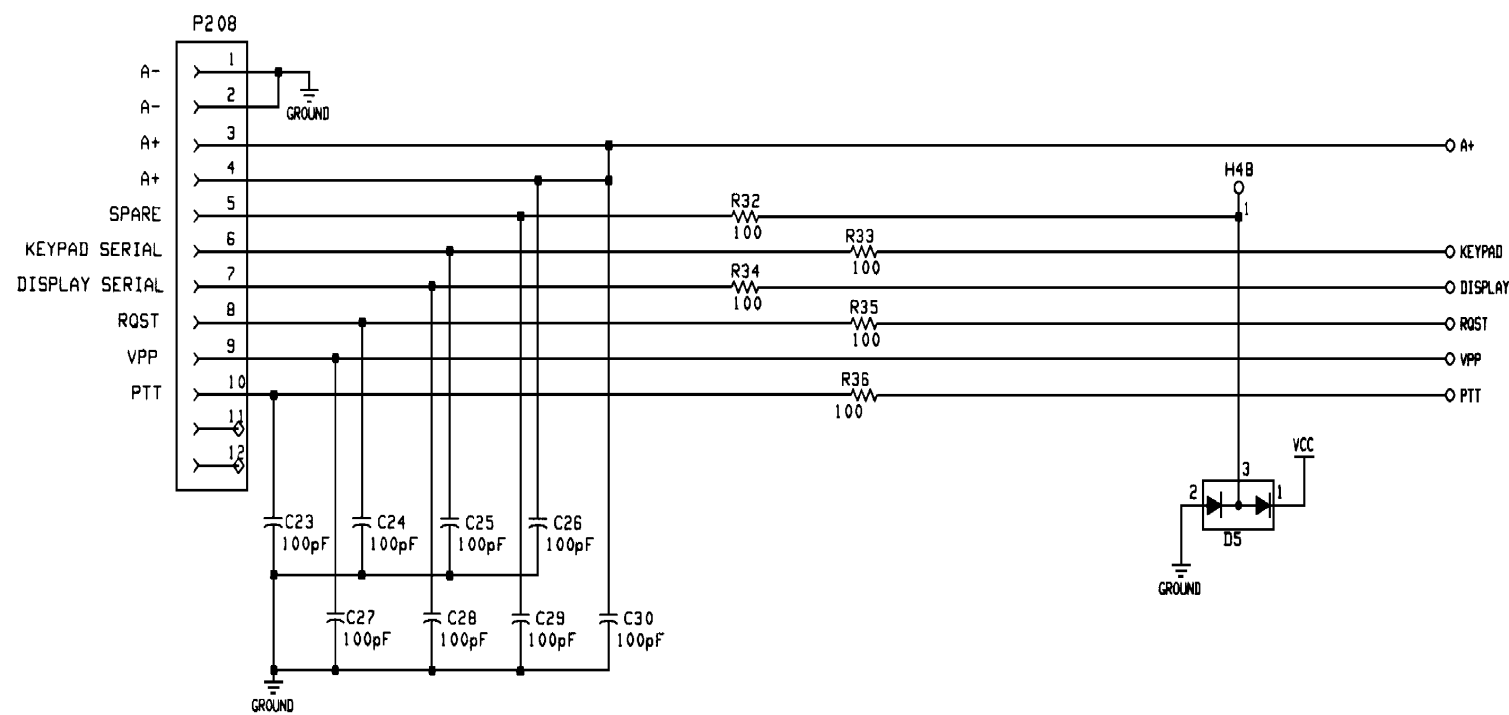 P208
1
A-
2
A-
GROUND
3
A+
A+
4
A+
H4B
5
SPARE
R32
100
1
6
KEYPAD SERIAL
R33
100
KEYPAD
7
DISPLAY SERIAL
R34
100
DISPLAY
8
RQST
R35
100
RQST
9
VPP
VPP
10
PTT
R36
100
PTT
11
12
VCC
3
2
1
D5
GROUND
C23
100pF
C24
100pF
C25
100pF
C26
100pF
C27
100pF
C28
100pF
C29
100pF
C30
100pF
GROUND